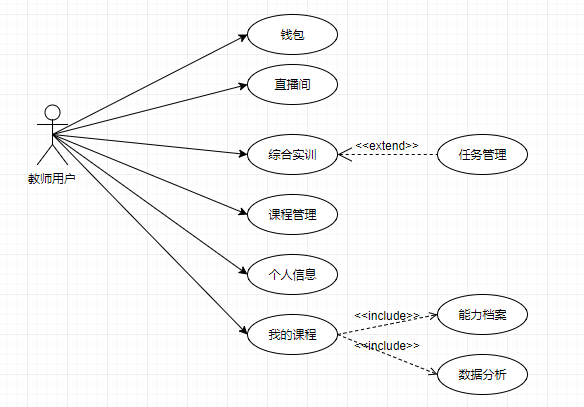 钱包
直播间
综合实训
<<extend>>
任务管理
教师用户
课程管理
个人信息
我的课程
<<include>>
能力档案
<<include>>
数据分析